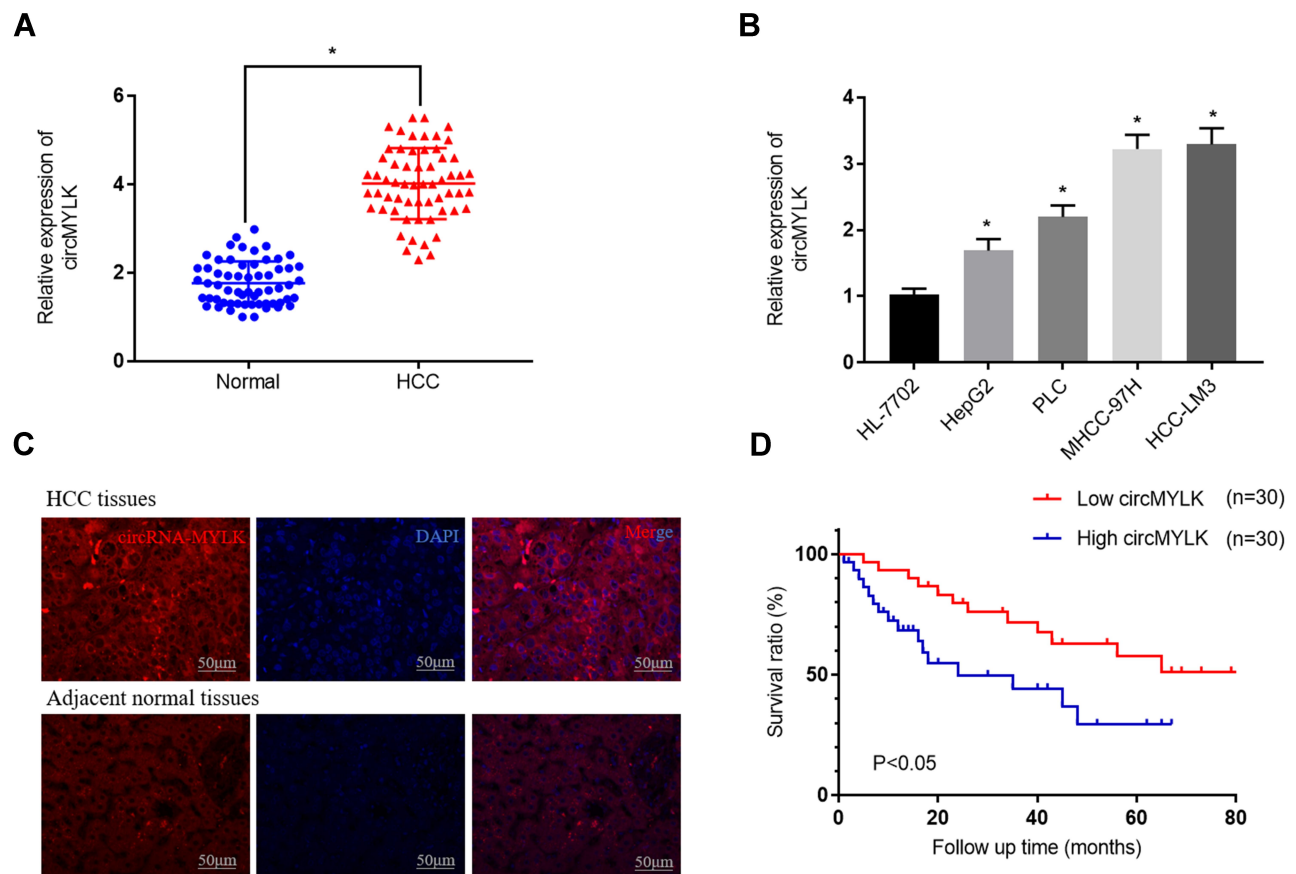 A
*
Relative expression of
circMYLK
6
4
2
0
Normal
HCC
B
Relative expression of
circMYLK
4
3
2
1
0
*
*
*
*
HL-7702
HepG2
PLC
MHCC-97H
HCC-LM3
C
HCC tissues
circRNA-MYLK
DAPI
Merge
50μm
50μm
50μm
Adjacent normal tissues
50μm
50μm
50μm
D
Low circMYLK (n=30)
High circMYLK (n=30)
Survival ratio (%)
100
50
0
P<0.05
0
20
40
60
80
Follow up time (months)